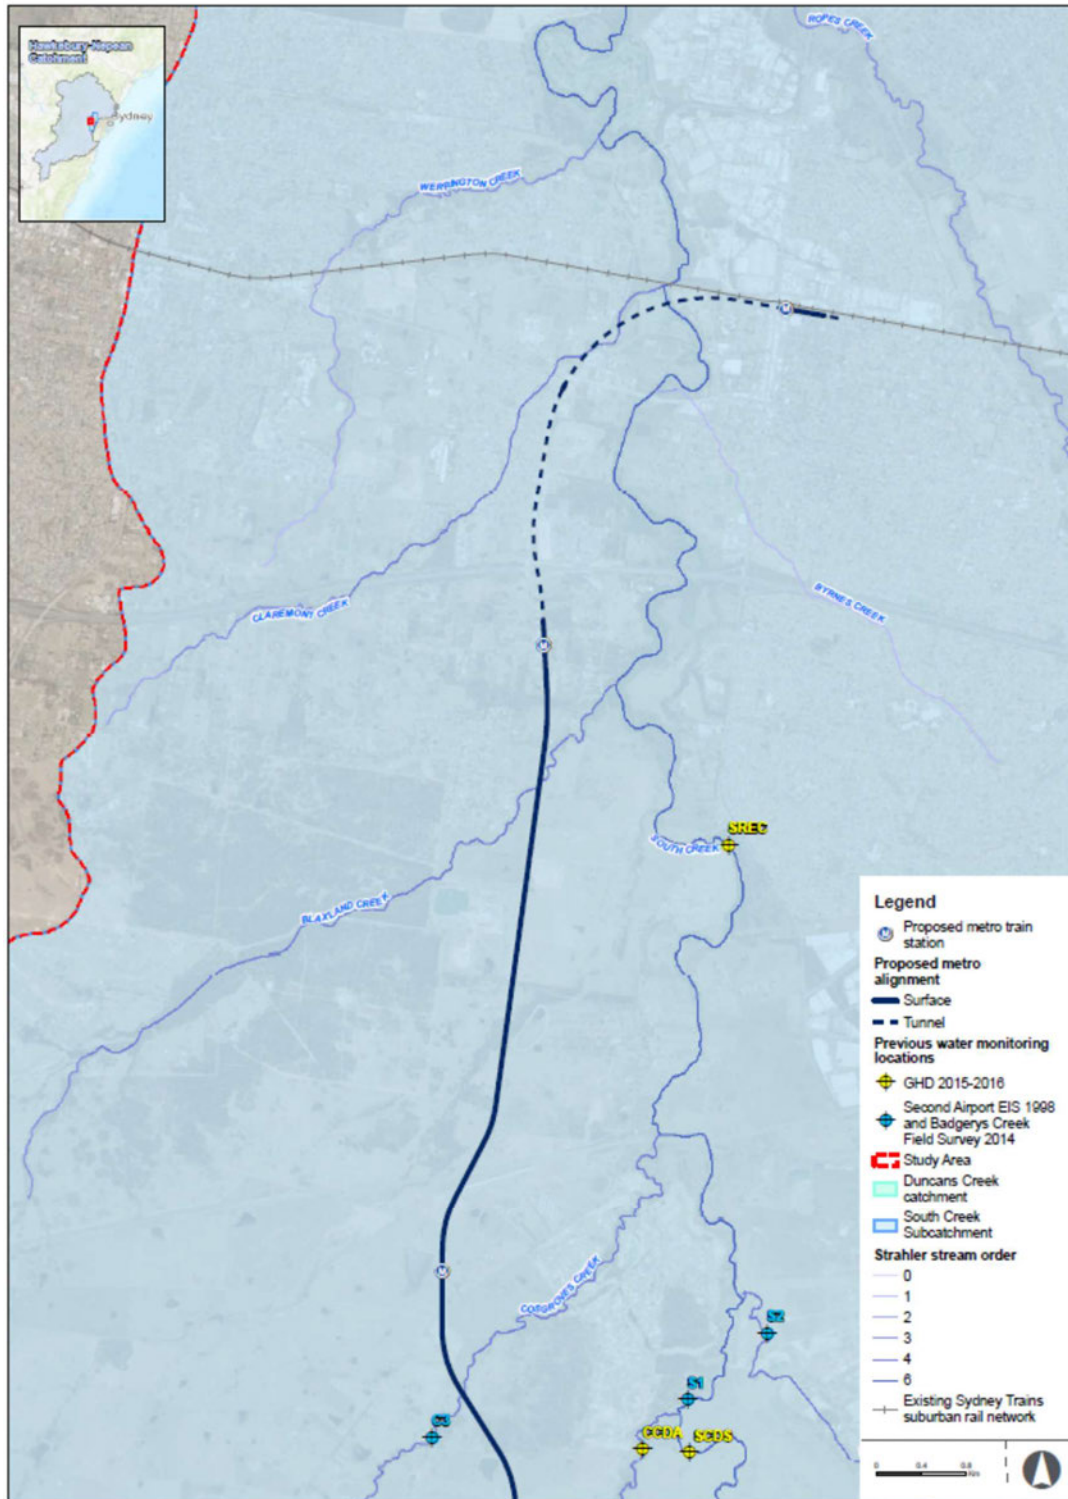 Hawkesbury-Nepean
Catchment
Sydney
ROPES CREEK
WERRINGTON CREEK
M
CLAREMONT CREEK
BYRNES CREEK
M
SREC
SOUTH CREEK
BLAXLAND CREEK
COSGROVES CREEK
M
S2
S1
C3
CCDA
SCDS
Legend
M Proposed metro train
station
Proposed metro
alignment
Surface
Tunnel
Previous water monitoring
locations
GHD 2015-2016
Second Airport EIS 1998
and Badgerys Creek
Field Survey 2014
Study Area
Duncans Creek
catchment
South Creek
Subcatchment
Strahler stream order
0
1
2
3
4
6
Existing Sydney Trains
suburban rail network
0 0.4 0.8
Km